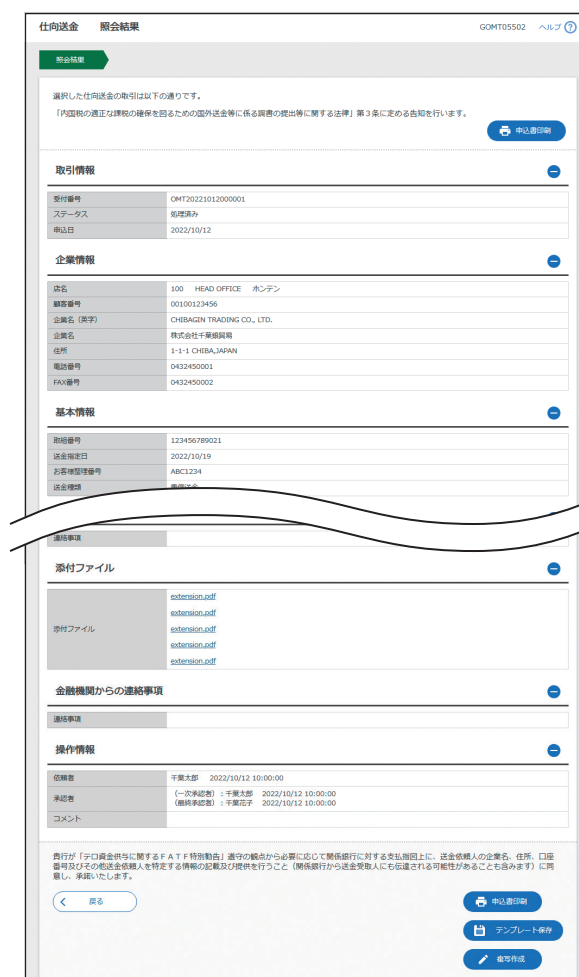 仕向送金　照会結果
GOMT05502 ヘルプ ?
照会結果
選択した仕向送金の取引は以下の通りです。
「内国税の適正な課税の確保を図るための国外送金等に係る調書の提出等に関する法律」第３条に定める告知を行います。
申込書印刷
取引情報
受付番号 OMT20221012000001
ステータス 処理済み
申込日 2022/10/12
企業情報
店名 100 HEAD OFFICE ホンテン
顧客番号 00100123456
企業名（英字） CHIBAGIN TRADING CO., LTD.
企業名 株式会社千葉銀貿易
住所 1-1-1 CHIBA,JAPAN
電話番号 0432450001
FAX番号 0432450002
基本情報
取組番号 123456789021
送金指定日 2022/10/19
お客様整理番号 ABC1234
送金種類 電信送金
連絡事項
添付ファイル
extension.pdf
extension.pdf
添付ファイル extension.pdf
extension.pdf
extension.pdf
金融機関からの連絡事項
連絡事項
操作情報
依頼者 千葉太郎 2022/10/12 10:00:00
承認者 （一次承認者）：千葉太郎 2022/10/12 10:00:00
（最終承認者）：千葉花子 2022/10/12 10:00:00
コメント
貴行が「テロ資金供与に関するＦＡＴＦ特別勧告」遵守の観点から必要に応じて関係銀行に対する支払指図上に、送金依頼人の企業名、住所、口座
番号及びその他送金依頼人を特定する情報の記載及び提供を行うこと（関係銀行から送金受取人にも伝達される可能性があることも含みます）に同
意し、承諾いたします。
戻る
申込書印刷
テンプレート保存
複写作成